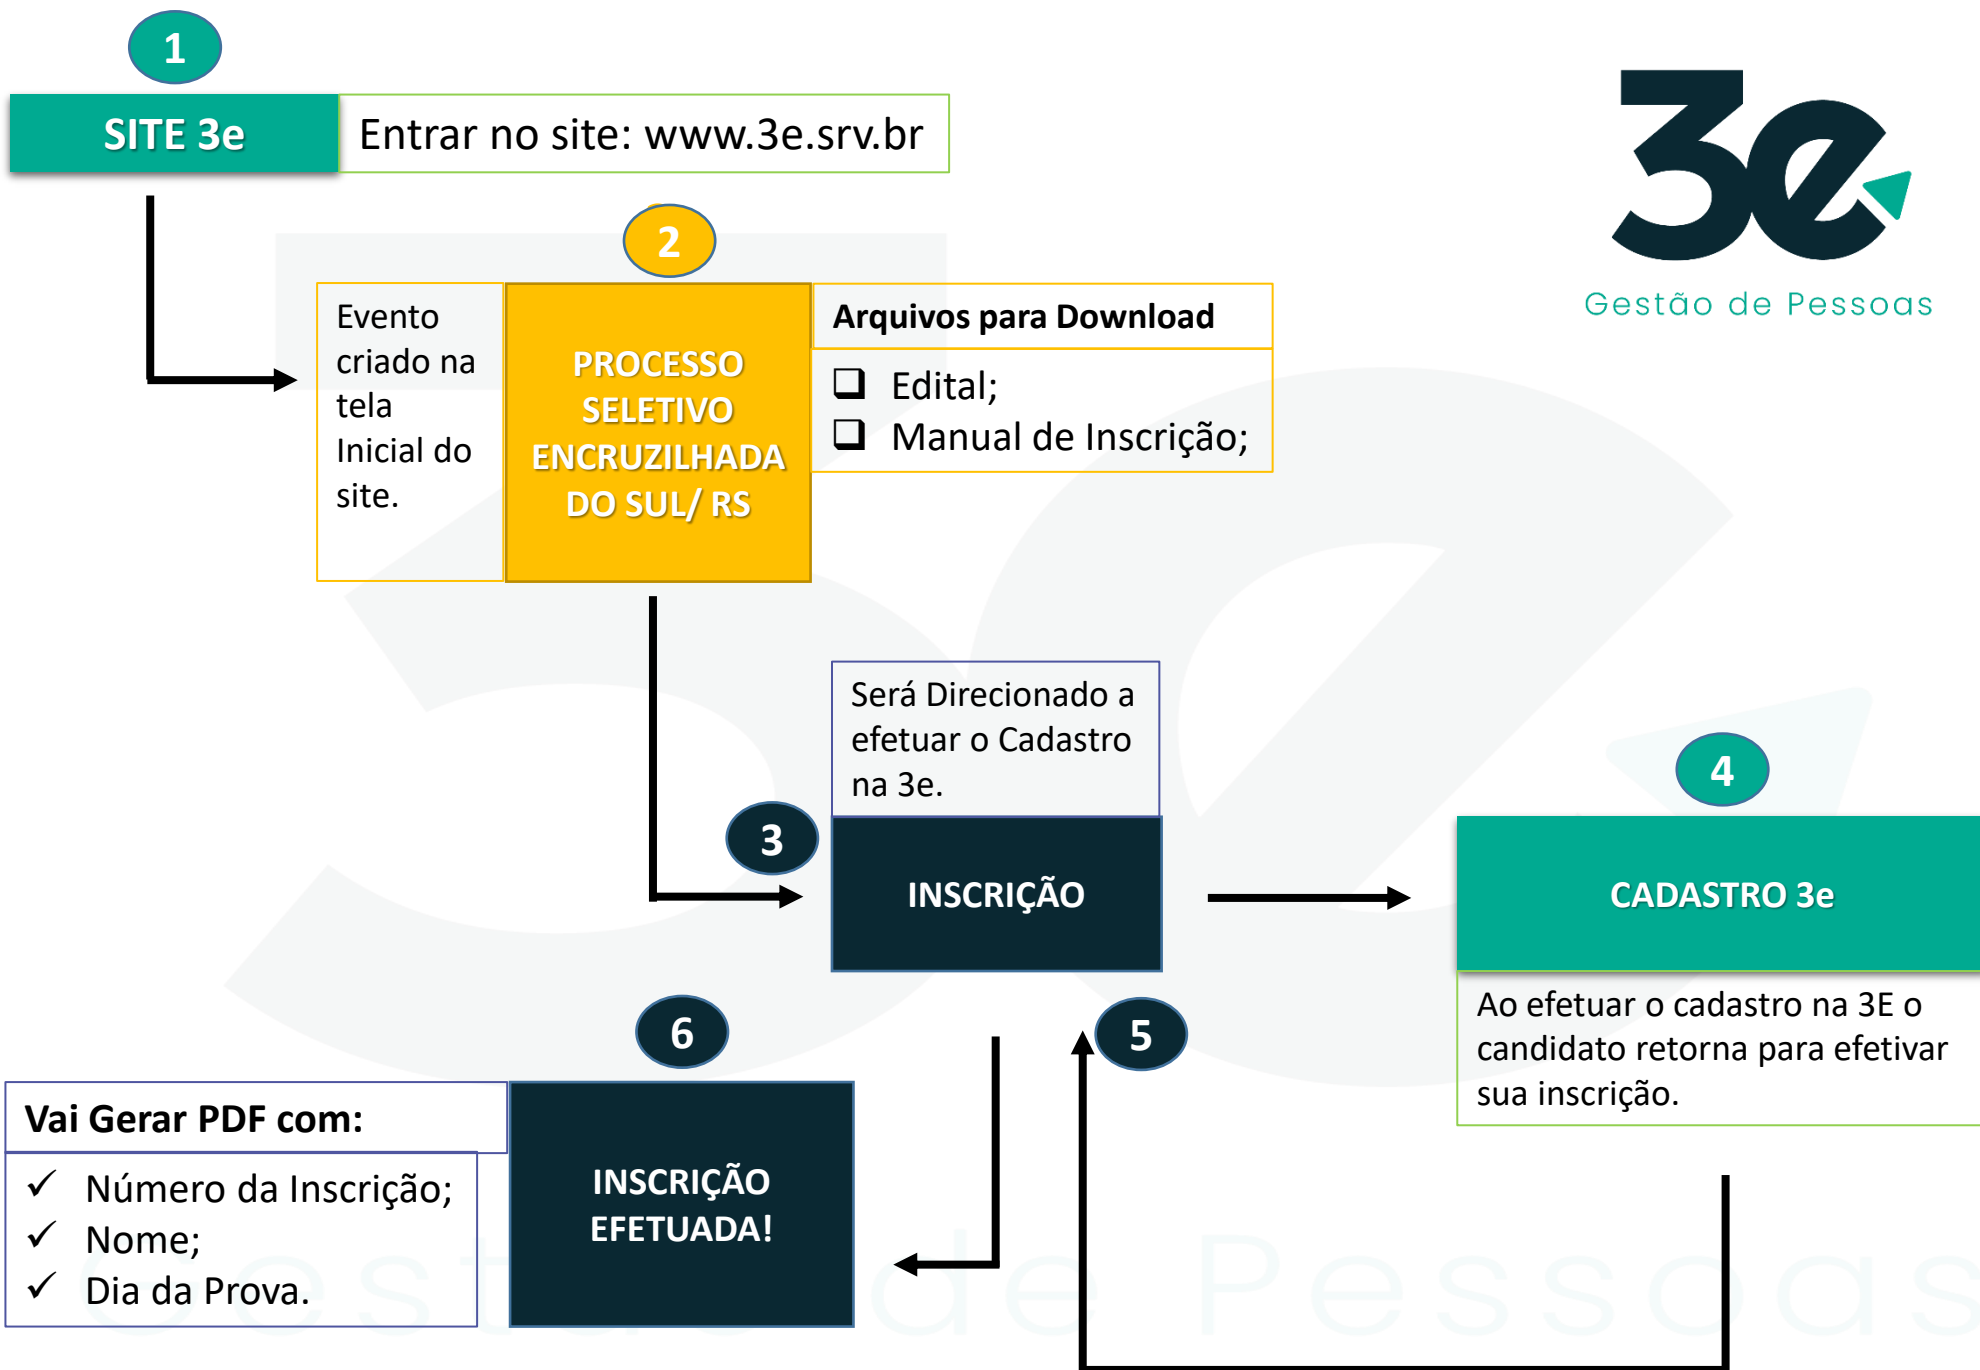 1
SITE 3e
Entrar no site: www.3e.srv.br
3e
Gestão de Pessoas
2
Evento
criado na
tela
Inicial do
site.
PROCESSO
SELETIVO
ENCRUZILHADA
DO SUL/ RS
Arquivos para Download
Edital;
Manual de Inscrição;
Será Direcionado a
efetuar o Cadastro
na 3e.
3
INSCRIÇÃO
4
CADASTRO 3e
Ao efetuar o cadastro na 3E o
candidato retorna para efetivar
sua inscrição.
5
6
INSCRIÇÃO
EFETUADA!
Vai Gerar PDF com:
Número da Inscrição;
Nome;
Dia da Prova.
3e
Gestão de Pessoas